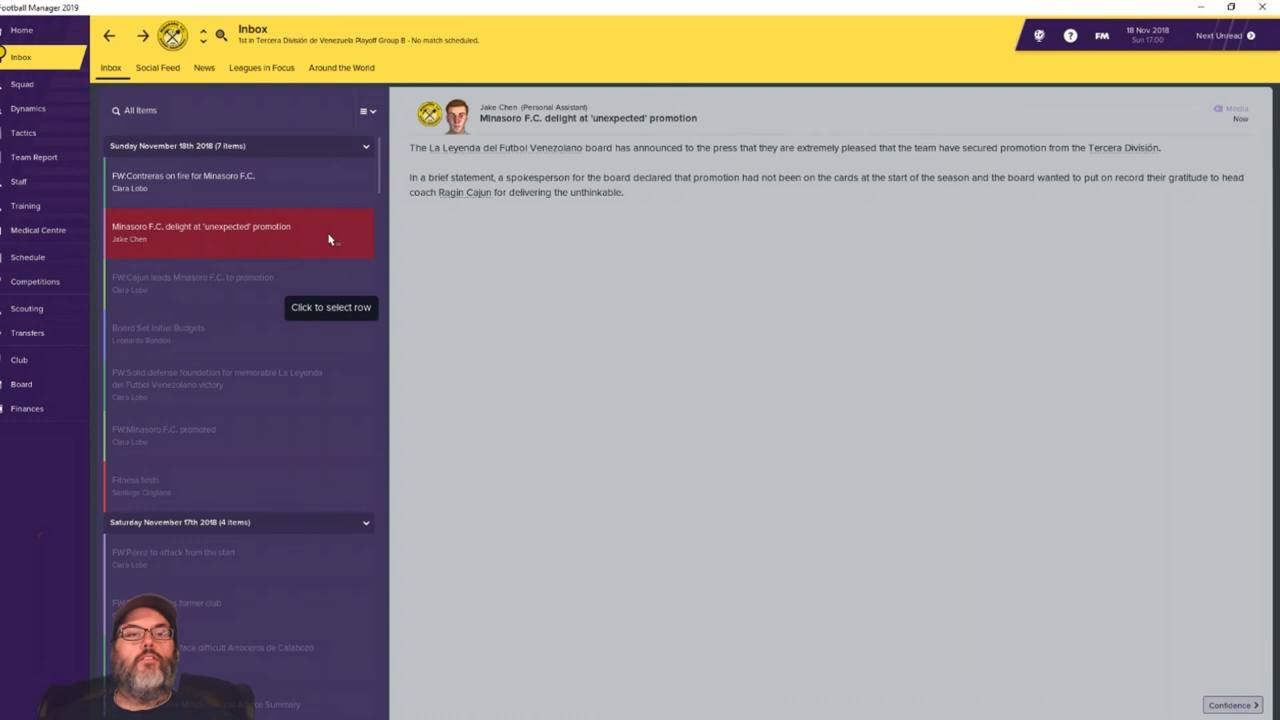 Football Manager 2019
Home
Inbox
Squad
Dynamics
Tactics
Team Report
Staff
Training
Medical Centre
Schedule
Competitions
Scouting
Transfers
Club
Board
Finances
Inbox
1st in Tercera División de Venezuela Playoff Group B - No match scheduled.
FM
18 Nov 2018
Sun 17:00
Next Unread
Inbox
Social Feed
News
Leagues in Focus
Around the World
All Items
Sunday November 18th 2018 (7 items)
FW:Contreras on fire for Minasoro F.C.
Clara Lobo
Minasoro F.C. delight at 'unexpected' promotion
Jake Chen
FW:Cajun leads Minasoro F.C. to promotion
Clara Lobo
Click to select row
Board Set Initial Budgets
Leonardo Rondon
FW:Solid defense foundation for memorable La Leyenda
del Futbol Venezolano victory
Clara Lobo
FW:Minasoro F.C. promoted
Clara Lobo
Fitness tests
Santiago Cingiano
Saturday November 17th 2018 (4 items)
FW:Perez to attack from the start
Clara Lobo
former club
face difficult Arroceros de Calabozo
Summary
Jake Chen (Personal Assistant)
Minasoro F.C. delight at 'unexpected' promotion
Media
Now
The La Leyenda del Futbol Venezolano board has announced to the press that they are extremely pleased that the team have secured promotion from the Tercera División.
In a brief statement, a spokesperson for the board declared that promotion had not been on the cards at the start of the season and the board wanted to put on record their gratitude to head
coach Ragin Cajun for delivering the unthinkable.
Confidence